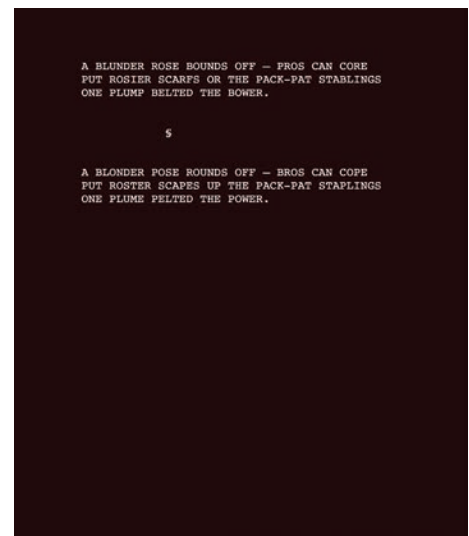 A BLUNDER ROSE BOUNDS OFF — PROS CAN CORE
PUT ROSIER SCARFS OR THE PACK-PAT STABLINGS
ONE PLUMP BELTED THE BOWER.
§
A BLONDER POSE ROUNDS OFF — BROS CAN COPE
PUT ROSTER SCAPES UP THE PACK-PAT STAPLINGS
ONE PLUME PELTED THE POWER.